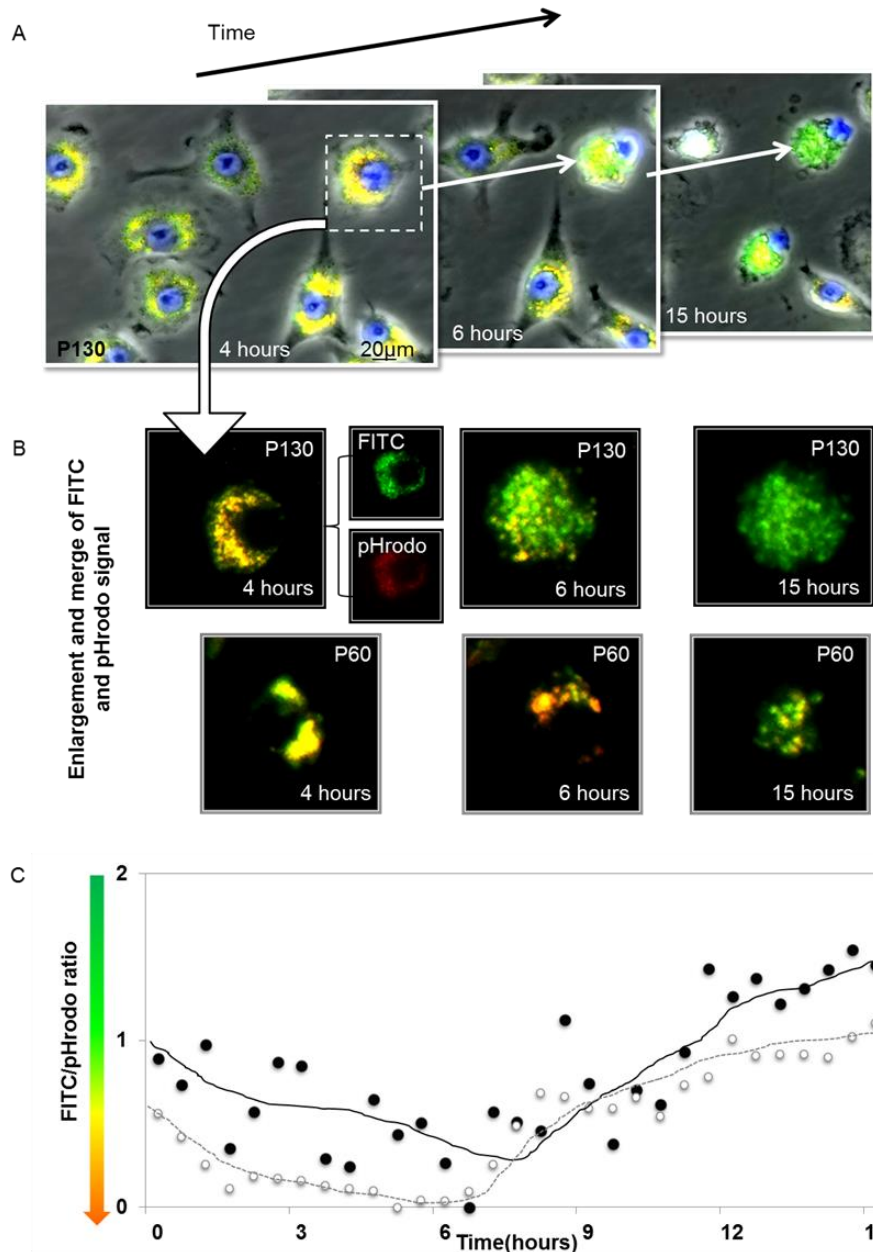 A
Time
P130
4 hours
20µm
6 hours
15 hours
B
Enlargement and merge of FITC
and pHrodo signal
P130
4 hours
FITC
pHrodo
P130
6 hours
P130
15 hours
P60
4 hours
P60
6 hours
P60
15 hours
C
FITC/pHrodo ratio
2
1
0
0 3 6 9 12 1
Time(hours)